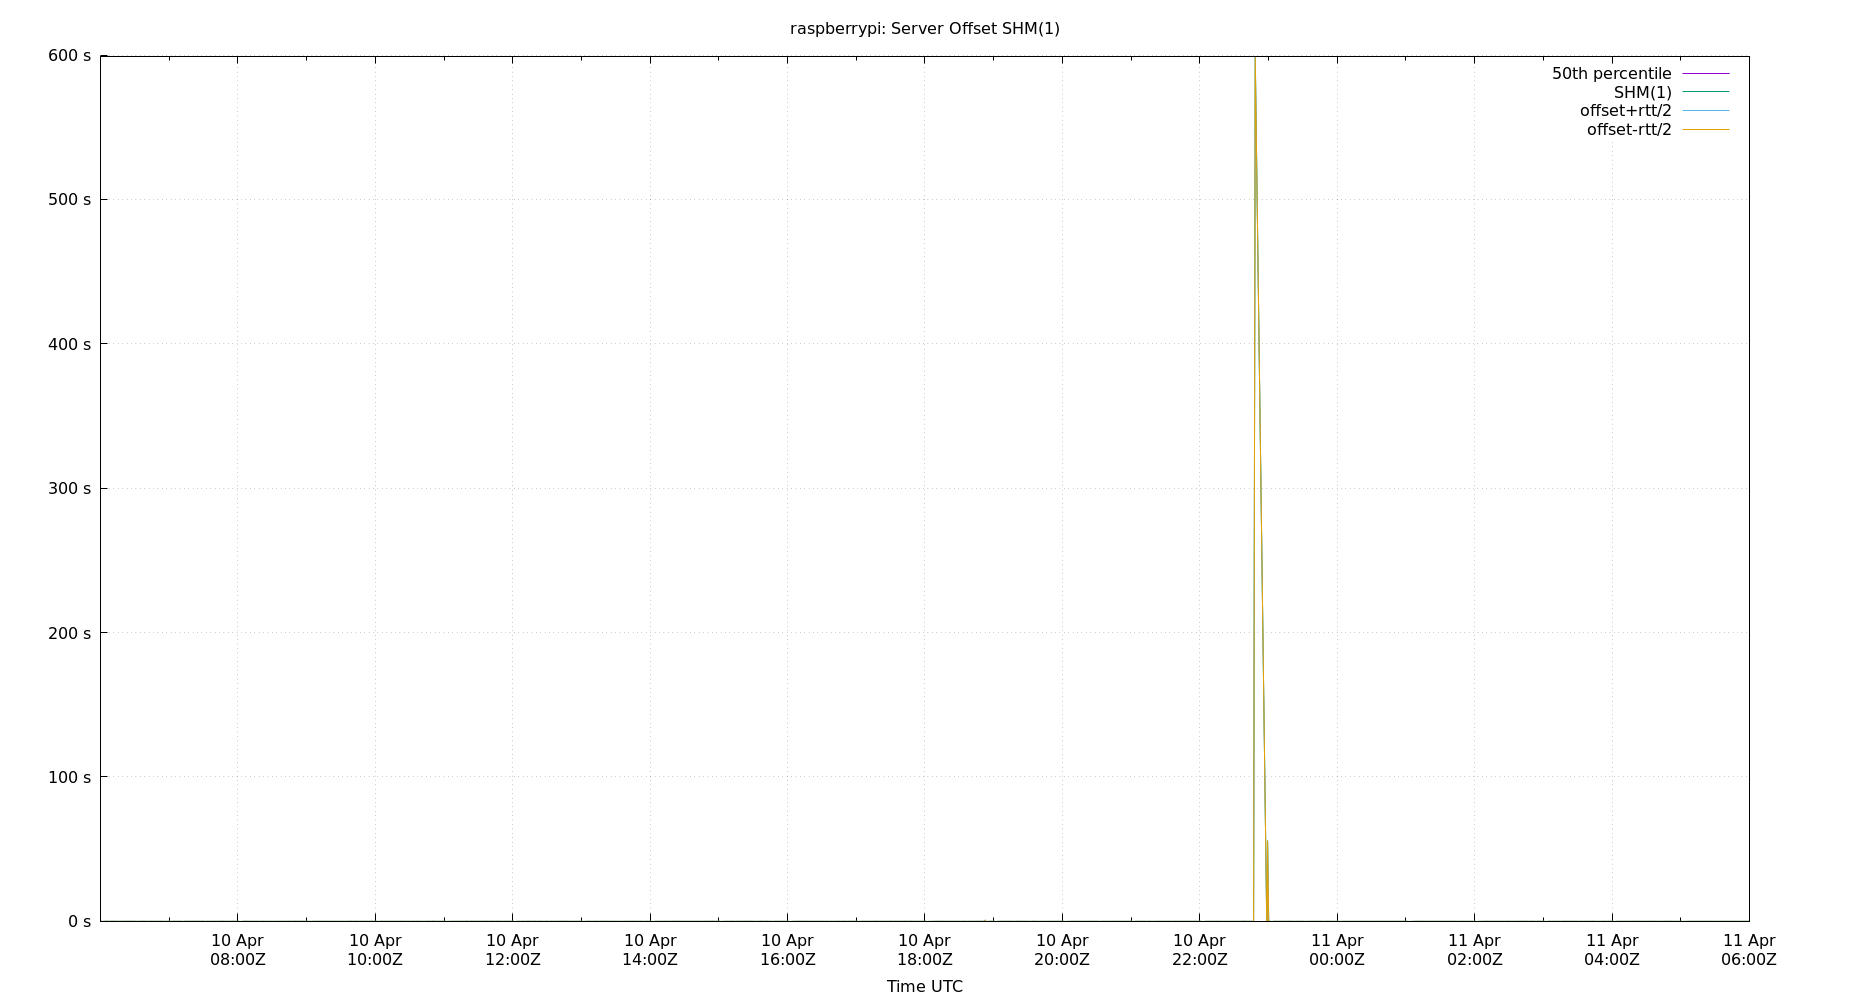 raspberrypi: Server Offset SHM(1)
600 s
500 s
400 s
300 s
200 s
100 s
0 s
50th percentile
SHM(1)
offset+rtt/2
offset-rtt/2
10 Apr 10 Apr 10 Apr 10 Apr 10 Apr 10 Apr 10 Apr 10 Apr 11 Apr 11 Apr 11 Apr 11 Apr
08:00Z 10:00Z 12:00Z 14:00Z 16:00Z 18:00Z 20:00Z 22:00Z 00:00Z 02:00Z 04:00Z 06:00Z
Time UTC